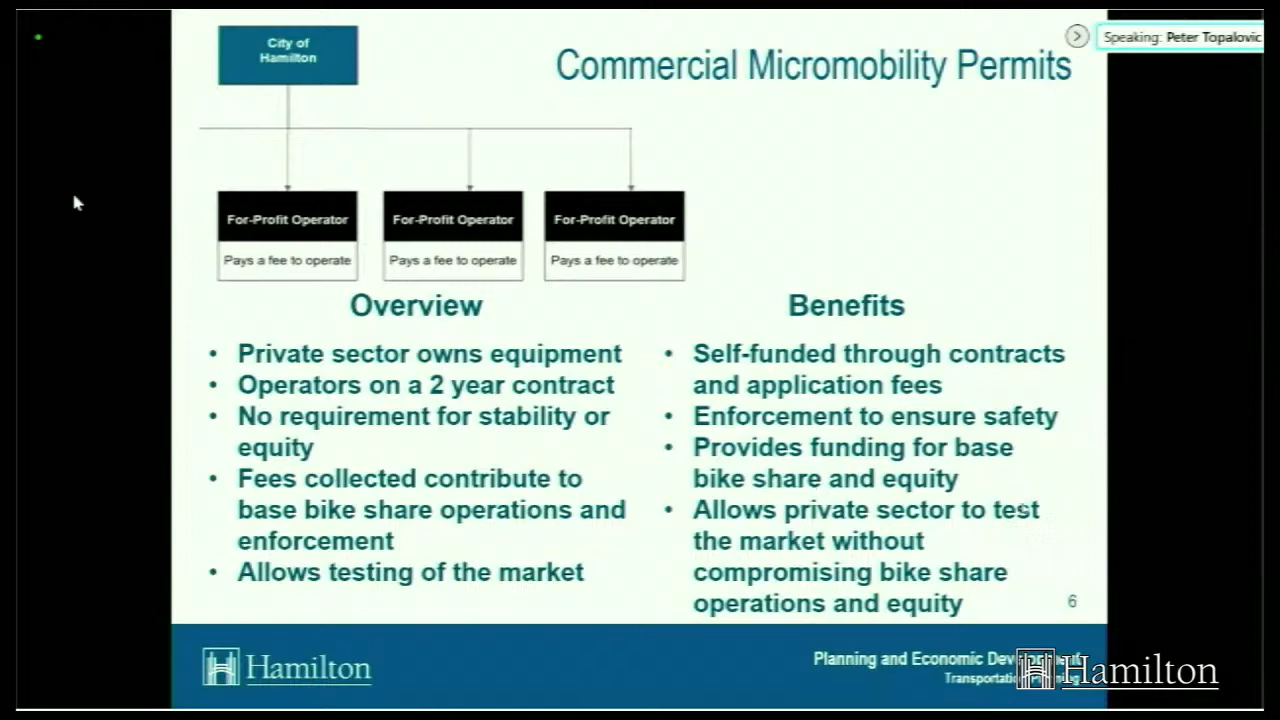 City of
Hamilton
Commercial Micromobility Permits
Speaking: Peter Topalovic
For-Profit Operator
Pays a fee to operate
For-Profit Operator
Pays a fee to operate
For-Profit Operator
Pays a fee to operate
Overview
• Private sector owns equipment
• Operators on a 2 year contract
• No requirement for stability or
equity
• Fees collected contribute to
base bike share operations and
enforcement
• Allows testing of the market
Benefits
• Self-funded through contracts
and application fees
• Enforcement to ensure safety
• Provides funding for base
bike share and equity
• Allows private sector to test
the market without
compromising bike share
operations and equity
6
Hamilton
Planning and Economic
Hamilton